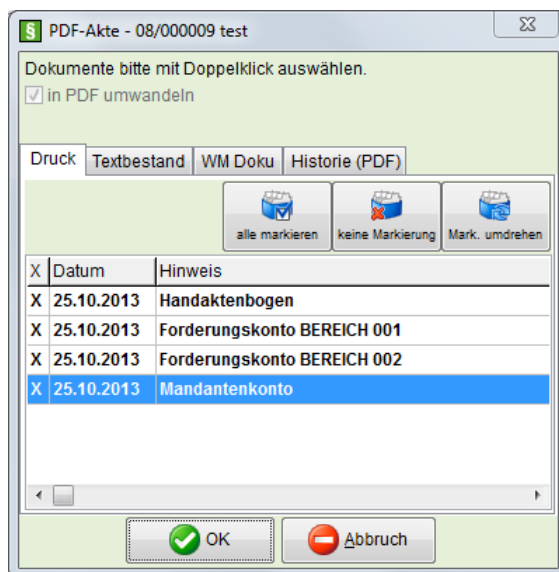 § PDF-Akte - 08/000009 test
Dokumente bitte mit Doppelklick auswählen.
in PDF umwandeln
Druck Textbestand WM Doku Historie (PDF)
alle markieren keine Markierung Mark. umdrehen
X Datum Hinweis
X 25.10.2013 Handaktenbogen
X 25.10.2013 Forderungskonto BEREICH 001
X 25.10.2013 Forderungskonto BEREICH 002
X 25.10.2013 Mandantenkonto
OK Abbruch